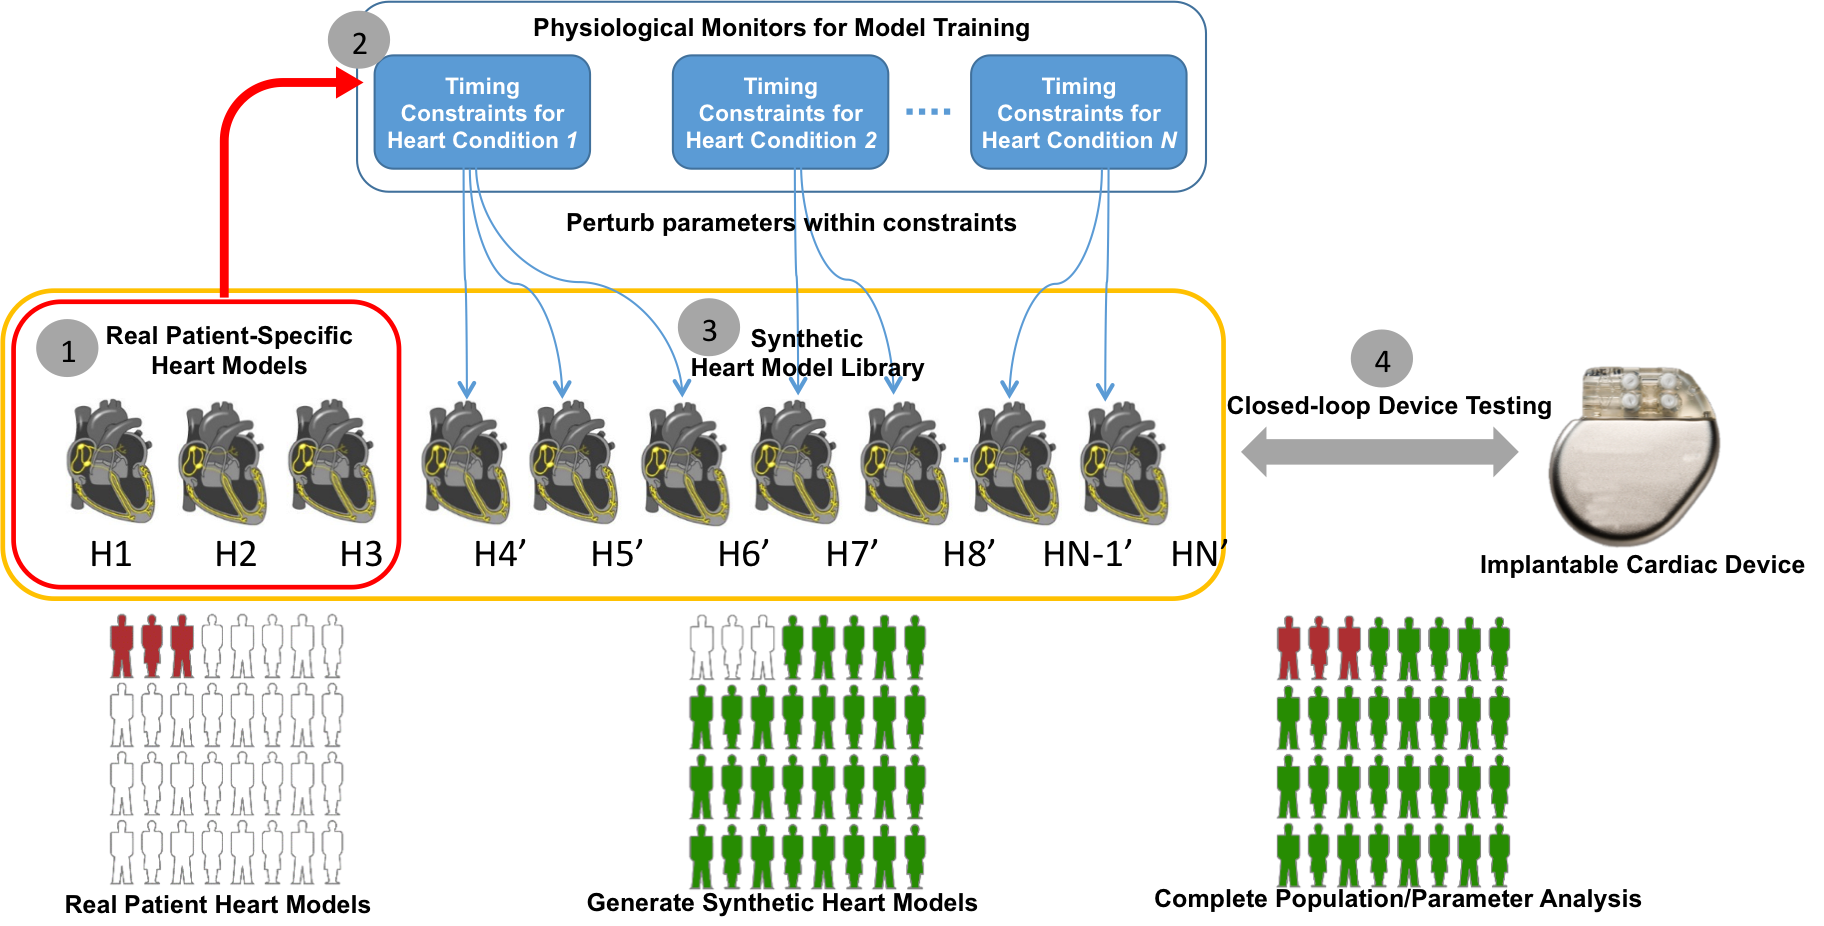 2
Physiological Monitors for Model Training
Timing
Constraints for
Heart Condition 1
Timing
Constraints for
Heart Condition 2
Timing
Constraints for
Heart Condition N
Perturb parameters within constraints
1
Real Patient-Specific
Heart Models
3
Synthetic
Heart Model Library
4
Closed-loop Device Testing
H1
H2
H3
H4’
H5’
H6’
H7’
H8’
HN-1’
HN’
Implantable Cardiac Device
Real Patient Heart Models
Generate Synthetic Heart Models
Complete Population/Parameter Analysis